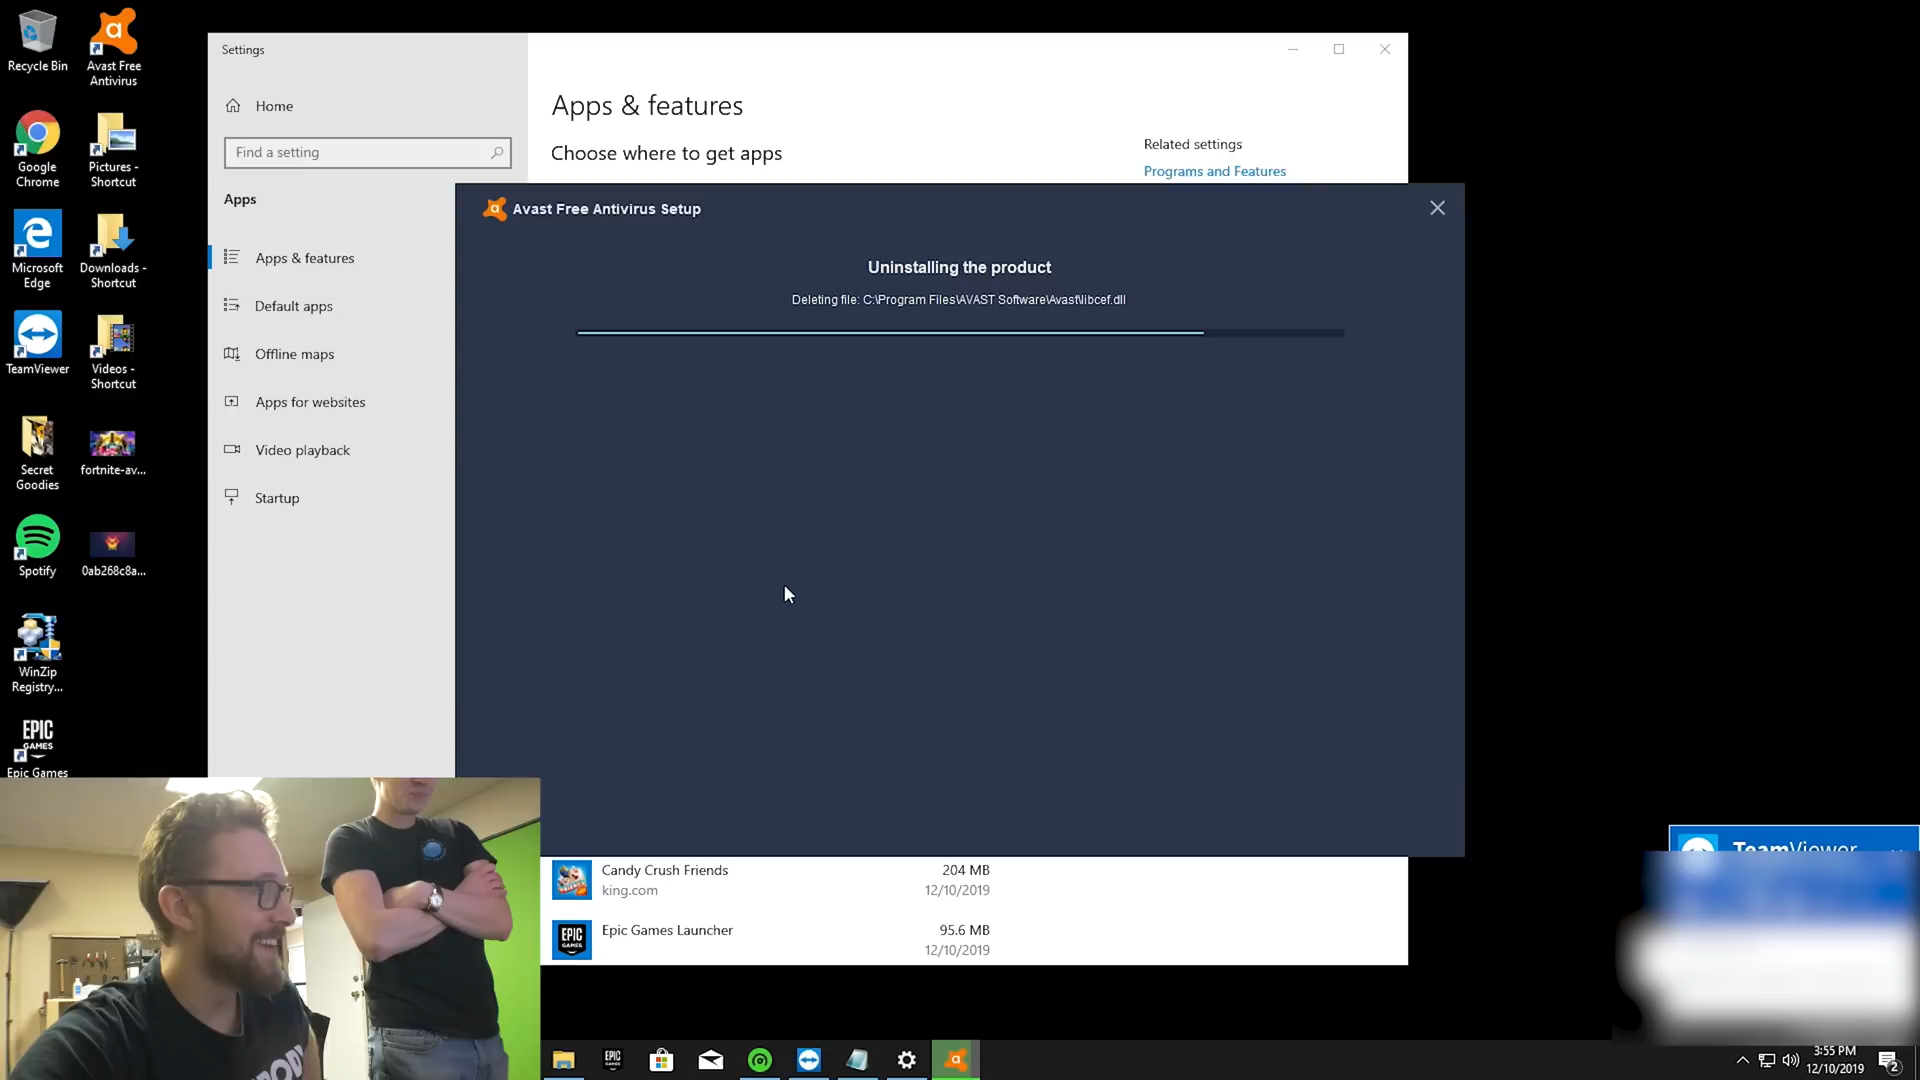 Recycle Bin
Avast Free
Antivirus
Google
Chrome
Pictures -
Shortcut
Microsoft
Edge
Downloads -
Shortcut
TeamViewer
Videos -
Shortcut
Secret
Goodies
fortnite-av...
Spotify
0ab268c8a...
WinZip
Registry...
EPIC
GAMES
Epic Games
Settings
Home
Find a setting
Apps
Apps & features
Default apps
Offline maps
Apps for websites
Video playback
Startup
Apps & features
Choose where to get apps
Related settings
Programs and Features
Avast Free Antivirus Setup
Uninstalling the product
Deleting file: C:\Program Files\AVAST Software\Avast\libcef.dll
Candy Crush Friends
204 MB
king.com
12/10/2019
EPIC
GAMES
Epic Games Launcher
95.6 MB
12/10/2019
TeamViewer
EPIC
GAMES
3:55 PM
12/10/2019
2